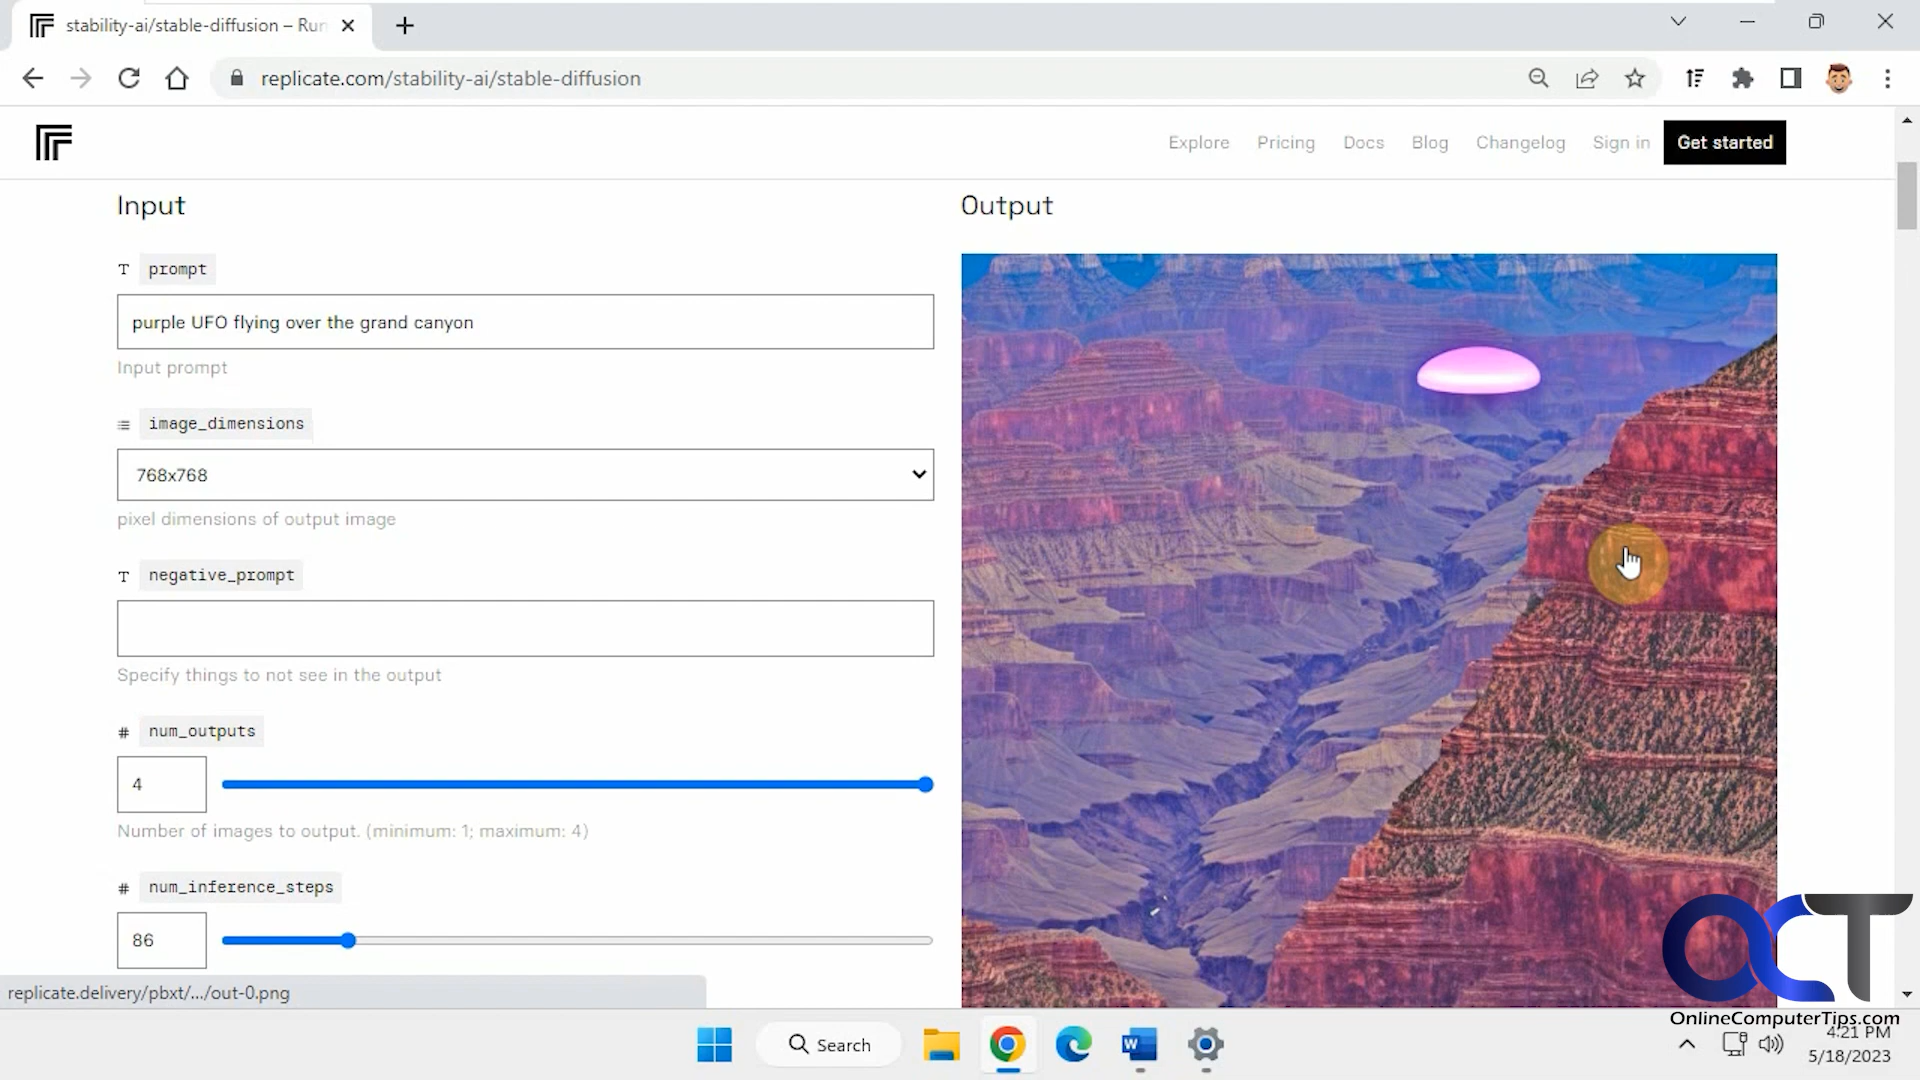 stability-ai/stable-diffusion – Run
replicate.com/stability-ai/stable-diffusion
Explore Pricing Docs Blog Changelog Sign in Get started
Input
Output
T prompt
purple UFO flying over the grand canyon
Input prompt
image_dimensions
768x768
pixel dimensions of output image
T negative_prompt
Specify things to not see in the output
# num_outputs
4
Number of images to output. (minimum: 1; maximum: 4)
# num_inference_steps
86
replicate.delivery/pbxt/.../out-0.png
OCT
OnlineComputerTips.com
Search
W
4:21 PM
5/18/2023